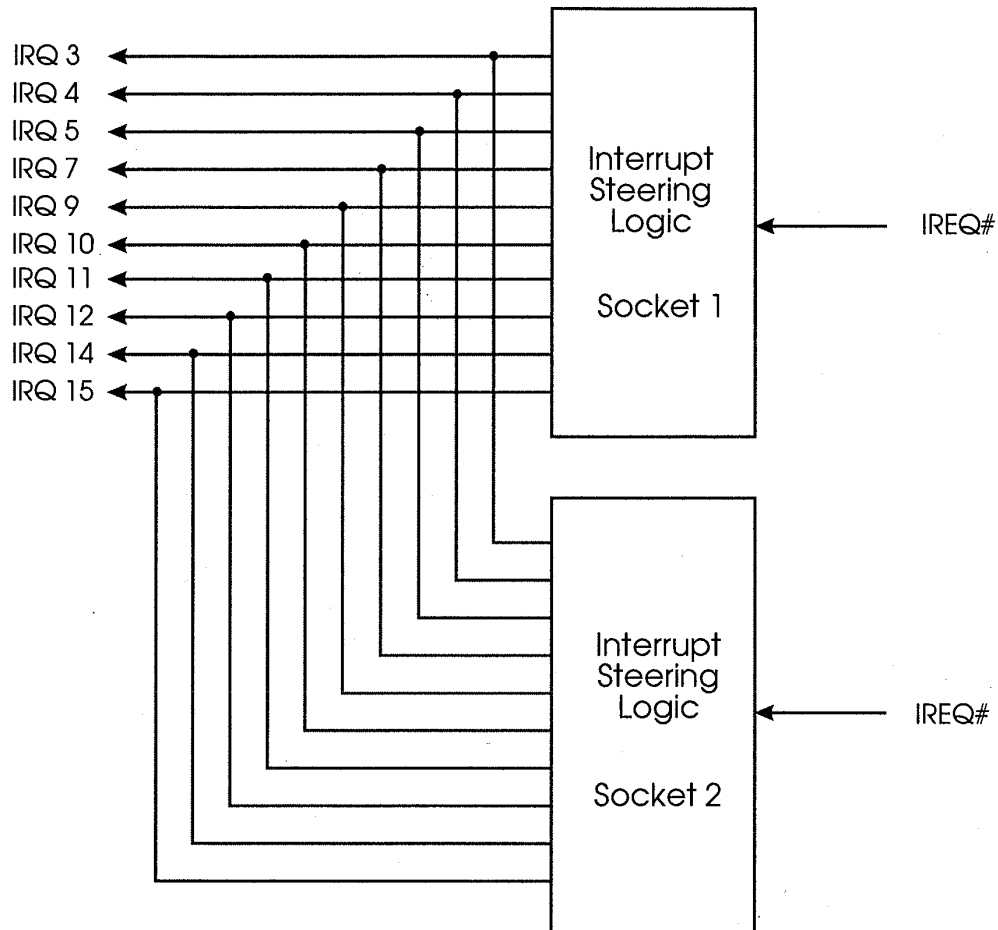 IRQ 3
IRQ 4
IRQ 5
IRQ 7
IRQ 9
IRQ 10
IRQ 11
IRQ 12
IRQ 14
IRQ 15
Interrupt
Steering
Logic
Socket 1
IREQ#
Interrupt
Steering
Logic
Socket 2
IREQ#